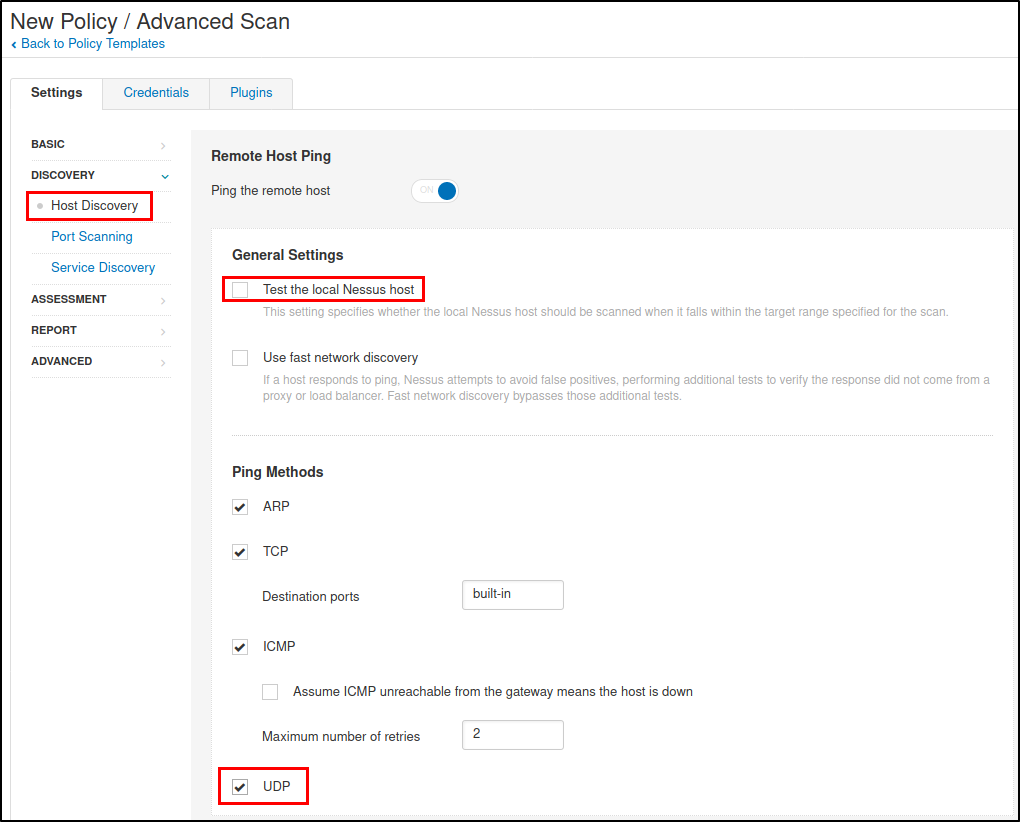 New Policy / Advanced Scan
‹ Back to Policy Templates
Settings
Credentials
Plugins
BASIC
DISCOVERY
Host Discovery
Port Scanning
Service Discovery
ASSESSMENT
REPORT
ADVANCED
Remote Host Ping
Ping the remote host
ON
General Settings
Test the local Nessus host
This setting specifies whether the local Nessus host should be scanned when it falls within the target range specified for the scan.
Use fast network discovery
If a host responds to ping, Nessus attempts to avoid false positives, performing additional tests to verify the response did not come from a
proxy or load balancer. Fast network discovery bypasses those additional tests.
Ping Methods
ARP
TCP
Destination ports built-in
ICMP
Assume ICMP unreachable from the gateway means the host is down
Maximum number of retries 2
UDP